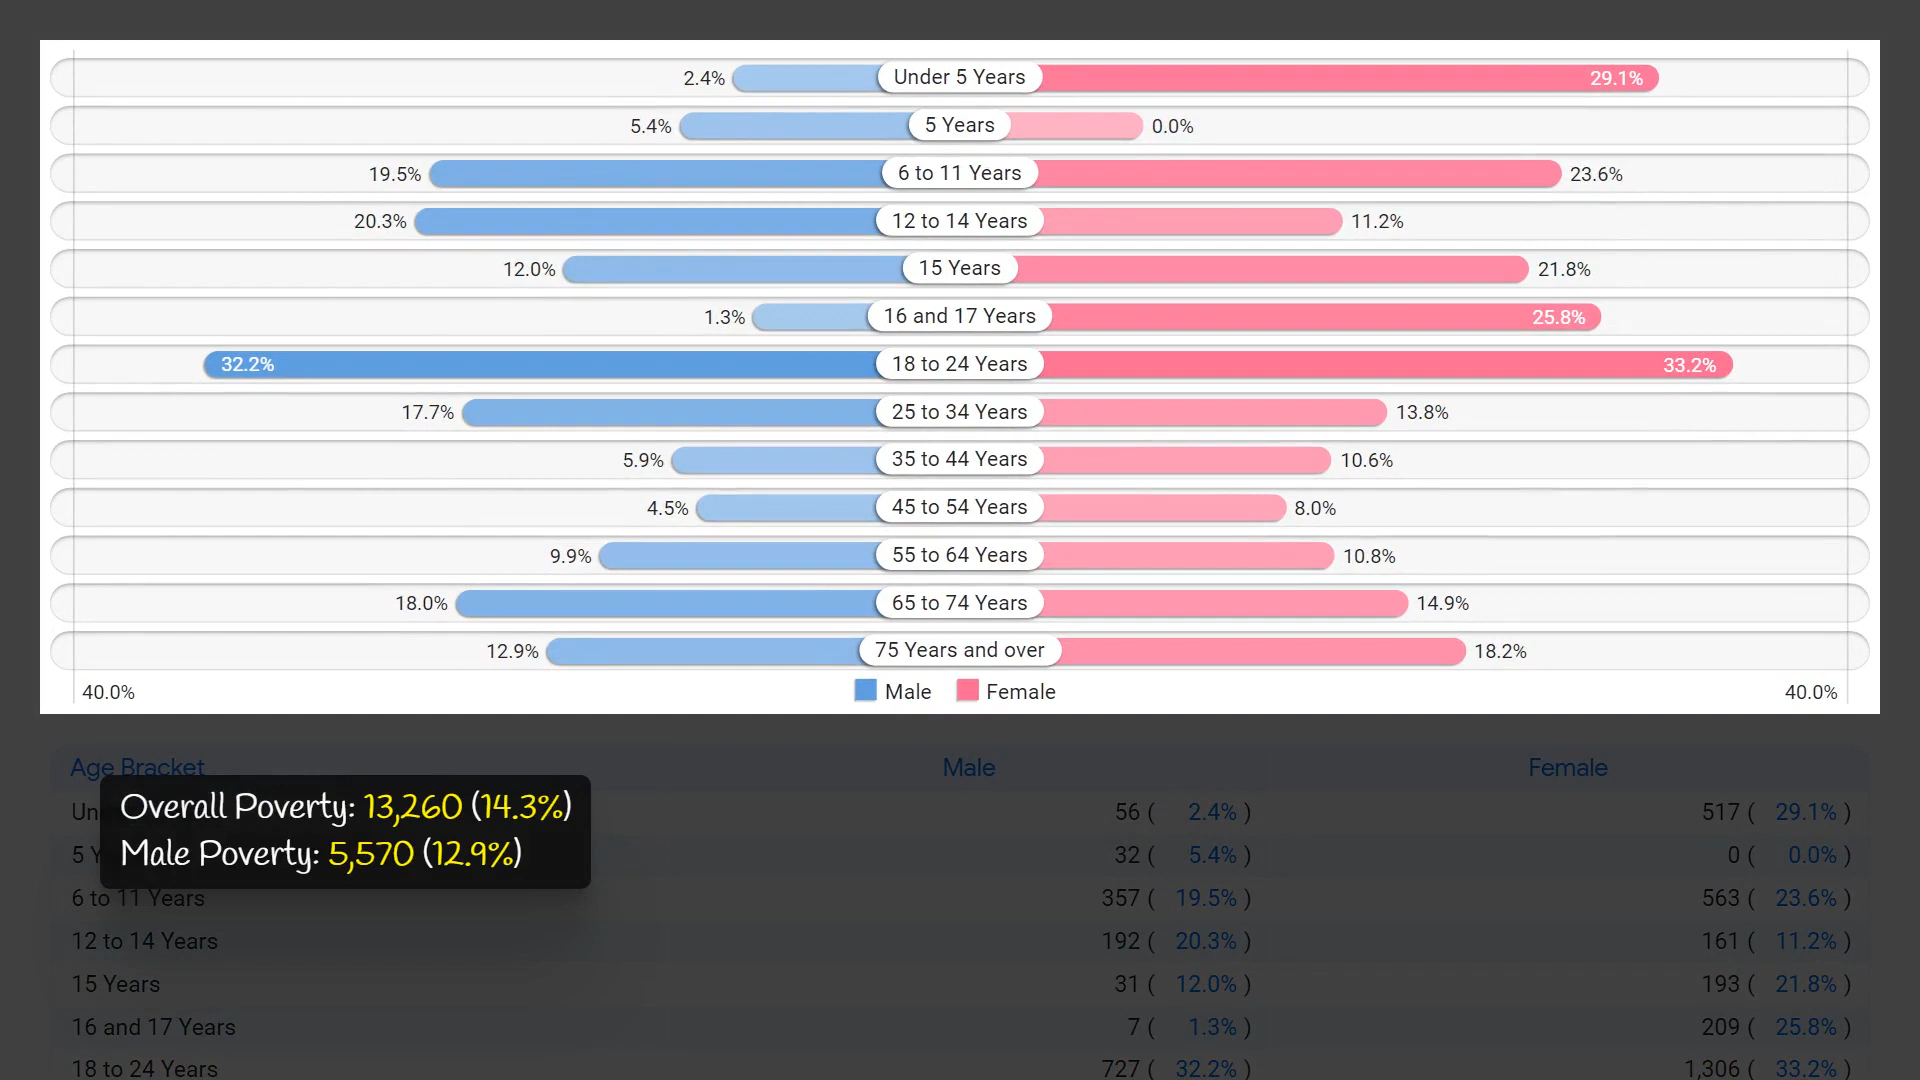 2.4% Under 5 Years 29.1%
5.4% 5 Years 0.0%
19.5% 6 to 11 Years 23.6%
20.3% 12 to 14 Years 11.2%
12.0% 15 Years 21.8%
1.3% 16 and 17 Years 25.8%
32.2% 18 to 24 Years 33.2%
17.7% 25 to 34 Years 13.8%
5.9% 35 to 44 Years 10.6%
4.5% 45 to 54 Years 8.0%
9.9% 55 to 64 Years 10.8%
18.0% 65 to 74 Years 14.9%
12.9% 75 Years and over 18.2%
40.0% Male Female 40.0%
Age Bracket Male Female
Overall Poverty: 13,260 (14.3%)
Male Poverty: 5,570 (12.9%)
56 ( 2.4% ) 517 ( 29.1% )
32 ( 5.4% ) 0 ( 0.0% )
6 to 11 Years 357 ( 19.5% ) 563 ( 23.6% )
12 to 14 Years 192 ( 20.3% ) 161 ( 11.2% )
15 Years 31 ( 12.0% ) 193 ( 21.8% )
16 and 17 Years 7 ( 1.3% ) 209 ( 25.8% )
18 to 24 Years 727 ( 32.2% ) 1,306 ( 33.2% )